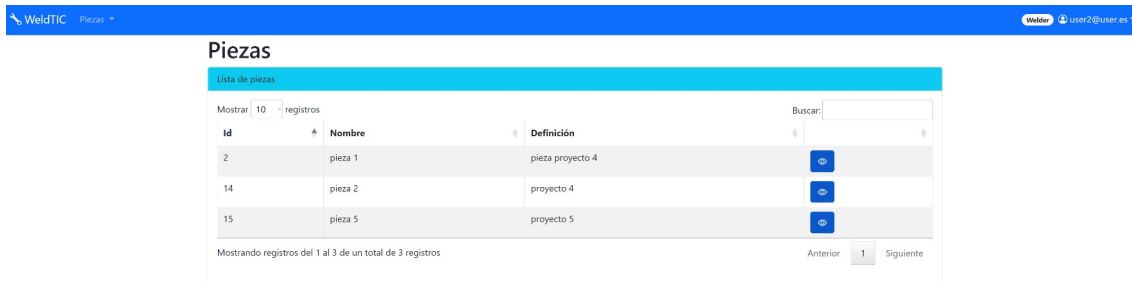 WeldTIC Piezas Welder user2@user.es
Piezas
Lista de piezas
Mostrar 10 registros Buscar:
Id Nombre Definición
2 pieza 1 pieza proyecto 4
14 pieza 2 proyecto 4
15 pieza 5 proyecto 5
Mostrando registros del 1 al 3 de un total de 3 registros Anterior 1 Siguiente